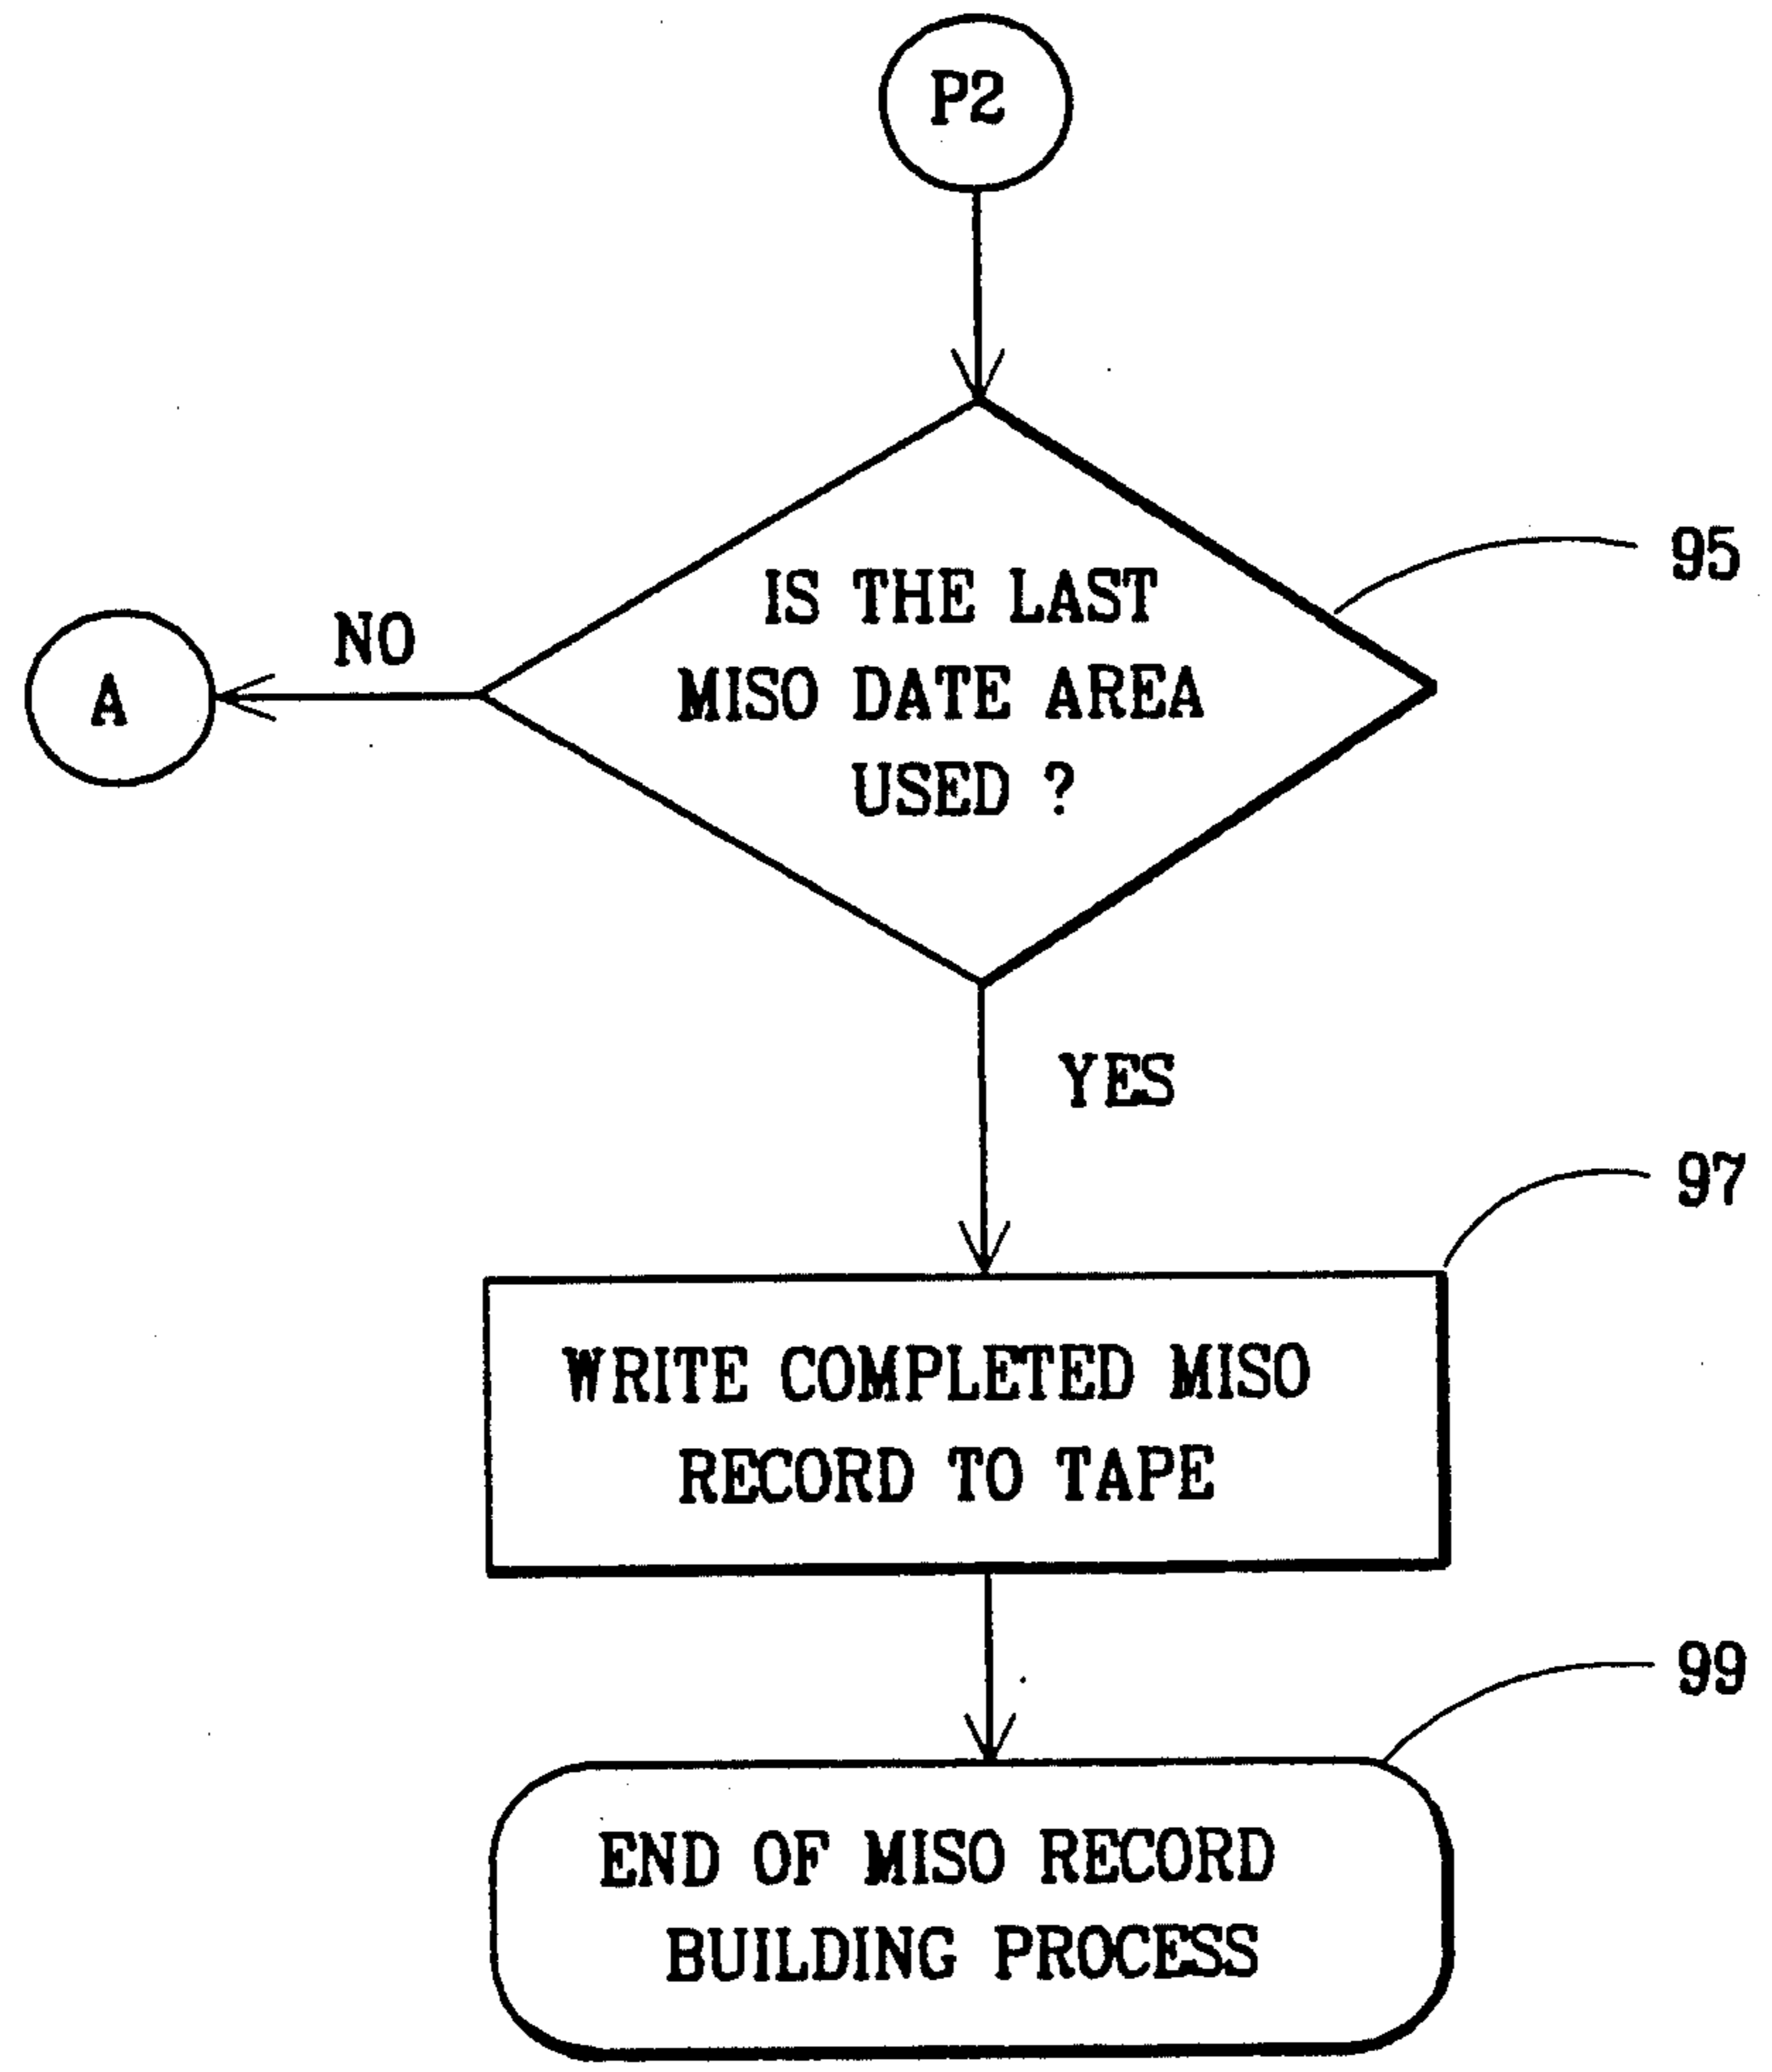 P2
IS THE LAST
MISO DATE AREA
USED ?
95
NO
A
YES
97
WRITE COMPLETED MISO
RECORD TO TAPE
99
END OF MISO RECORD
BUILDING PROCESS